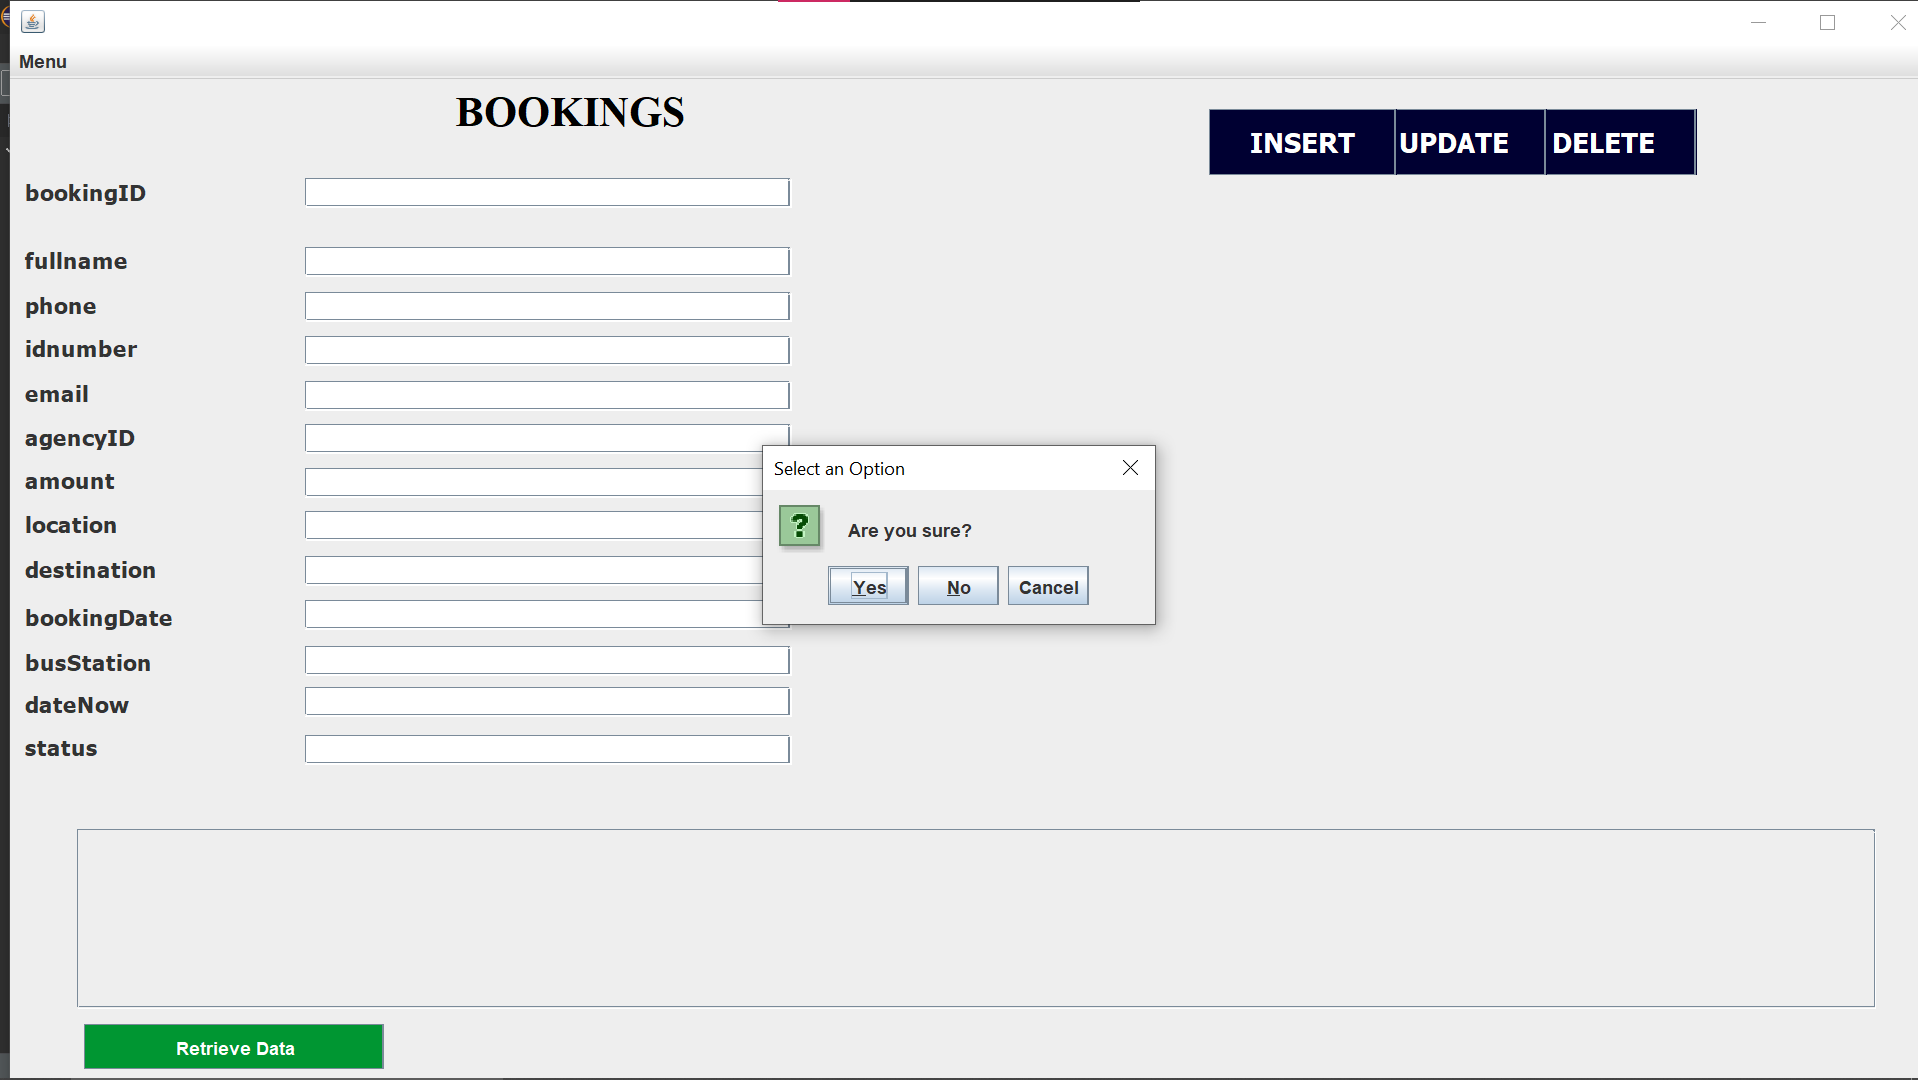 Menu
BOOKINGS
INSERT UPDATE DELETE
bookingID
fullname
phone
idnumber
email
agencyID
amount
location
destination
bookingDate
busStation
dateNow
status
Select an Option
? Are you sure?
Yes No Cancel
Retrieve Data